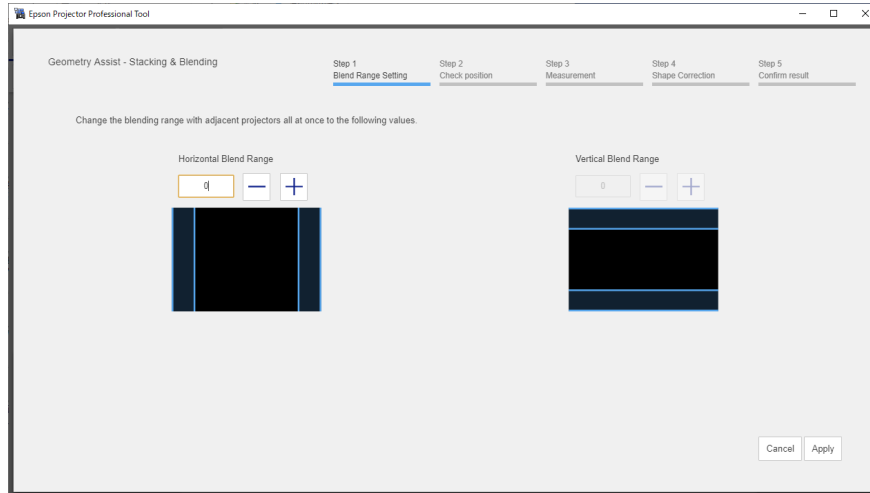 Epson Projector Professional Tool
Geometry Assist - Stacking & Blending
Step 1
Blend Range Setting
Step 2
Check position
Step 3
Measurement
Step 4
Shape Correction
Step 5
Confirm result
Change the blending range with adjacent projectors all at once to the following values.
Horizontal Blend Range
0
Vertical Blend Range
0
Cancel
Apply